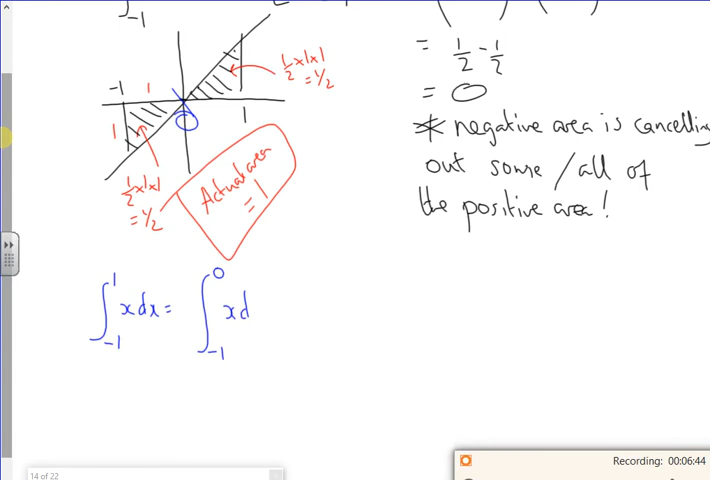 ∫₋₁
= 1/2 - 1/2
= 0
* negative area is cancelling
out some / all of
the positive area!
-1
1
1
1/2 x 1 x 1
= 1/2
1
0
1/2 x 1 x 1
= 1/2
Actual area
= 1
∫₋₁¹ x dx = ∫₋₁⁰ x d
14 of 22
Recording: 00:06:44